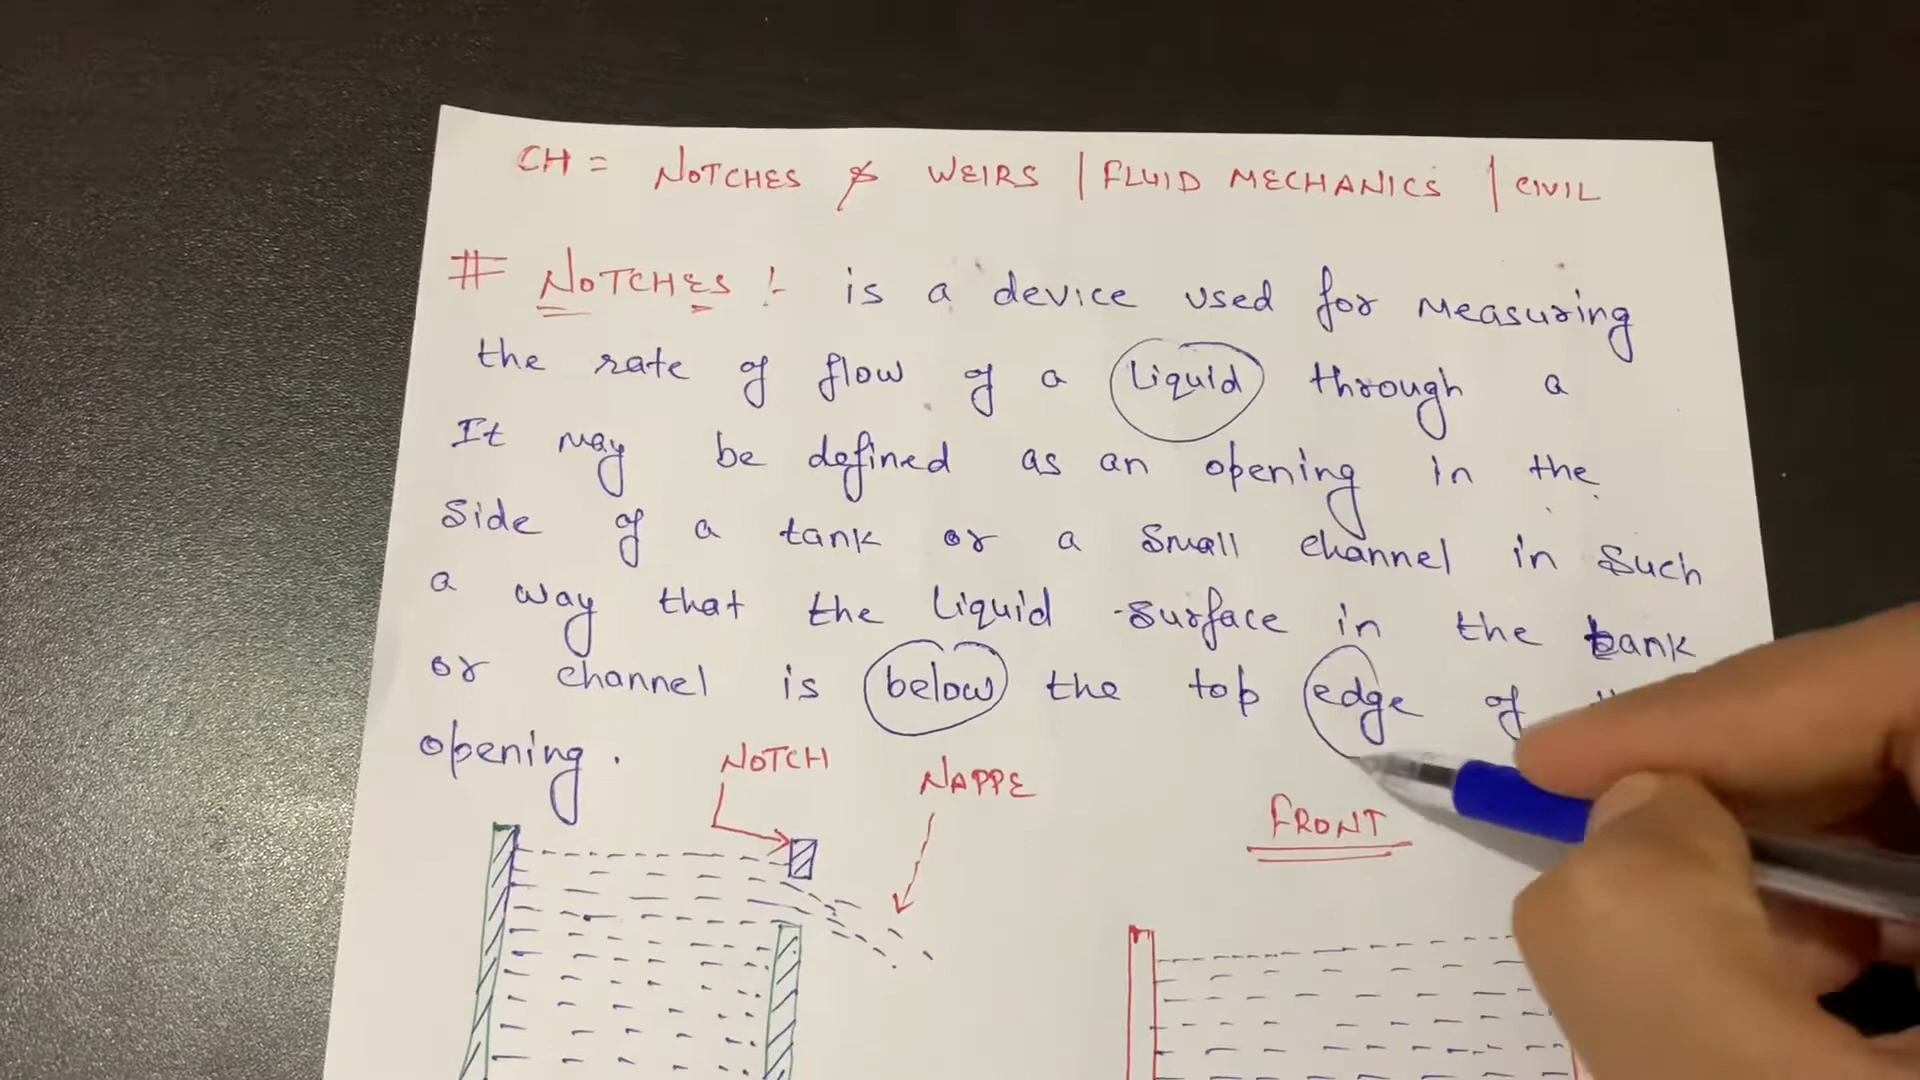 CH = NOTCHES & WEIRS | FLUID MECHANICS | CIVIL
# NOTCHES :- is a device used for Measuring
the rate of flow of a liquid through a
It may be defined as an opening in the
Side of a tank or a Small channel in Such
a way that the liquid surface in the tank
or channel is below the top edge of
opening.
NOTCH
NAPPE
FRONT